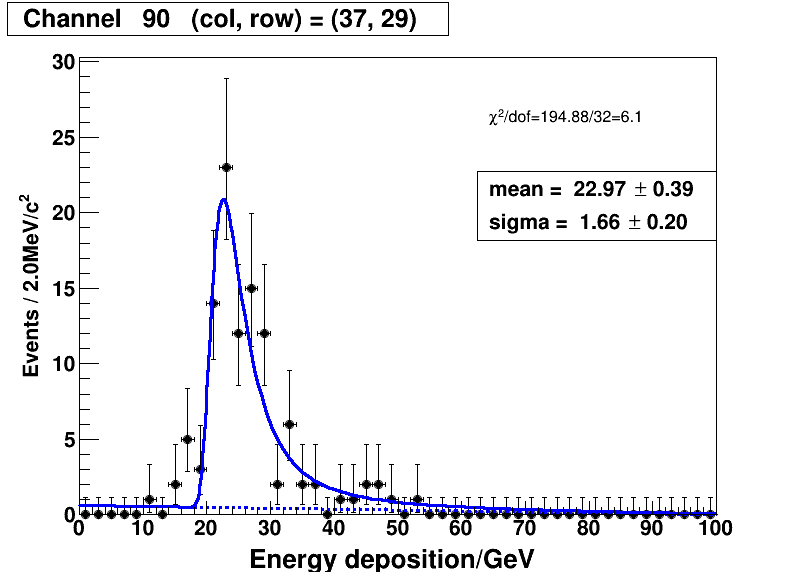 Channel 90 (col, row) = (37, 29)
χ²/dof=194.88/32=6.1
mean = 22.97 ± 0.39
sigma = 1.66 ± 0.20
Events / 2.0MeV/c²
30
25
20
15
10
5
0
0 10 20 30 40 50 60 70 80 90 100
Energy deposition/GeV